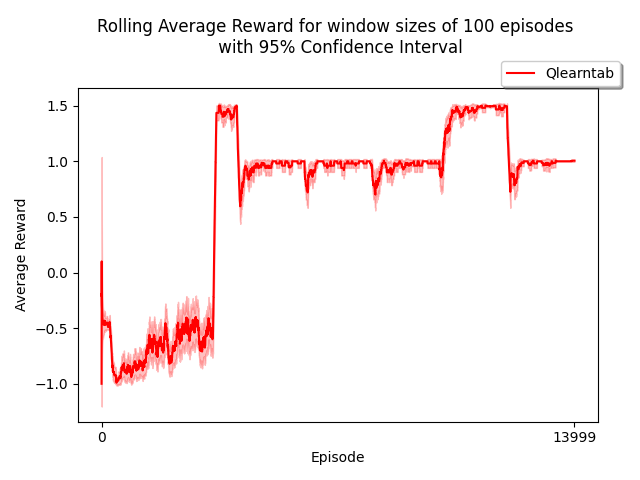 Rolling Average Reward for window sizes of 100 episodes
with 95% Confidence Interval
Qlearntab
1.5
1.0
0.5
0.0
−0.5
−1.0
Average Reward
0
13999
Episode